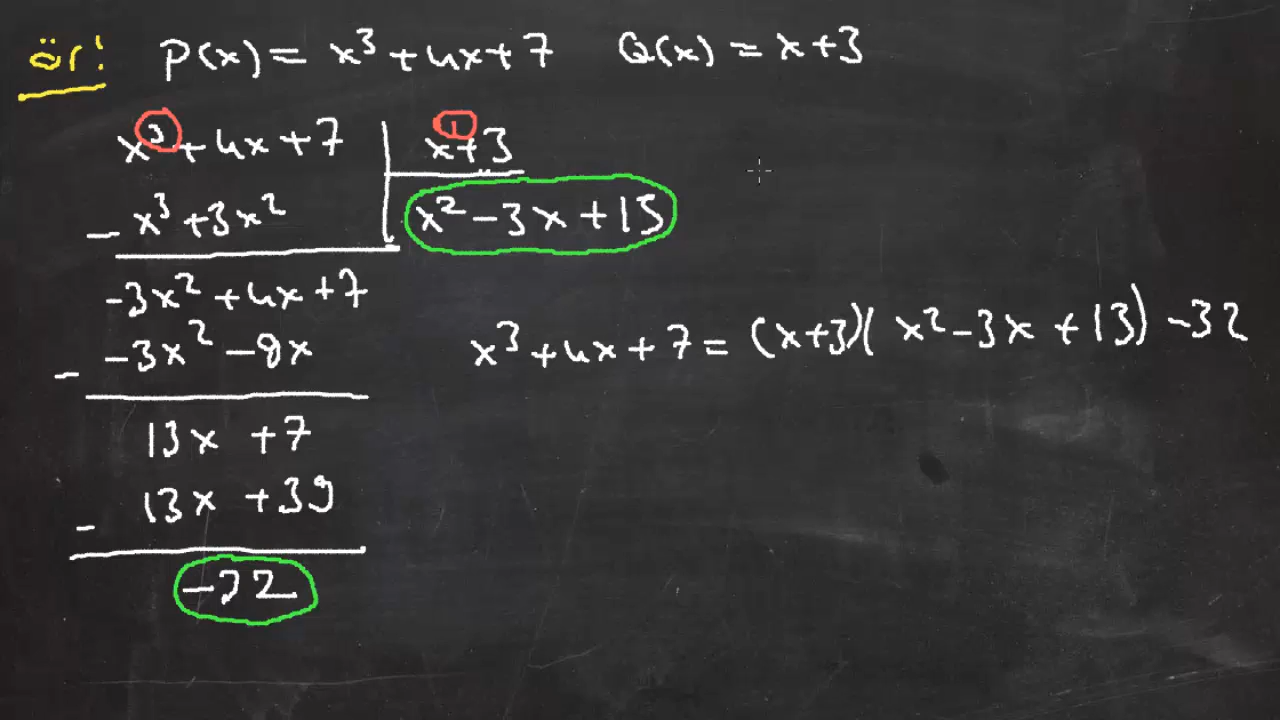 ör! P(x) = x³ + 4x + 7 Q(x) = x + 3
x³ + 4x + 7 x¹ + 3
- x³ + 3x² x² - 3x + 13
-3x² + 4x + 7
- -3x² - 9x x³ + 4x + 7 = (x + 3)(x² - 3x + 13) - 32
13x + 7
- 13x + 39
-32